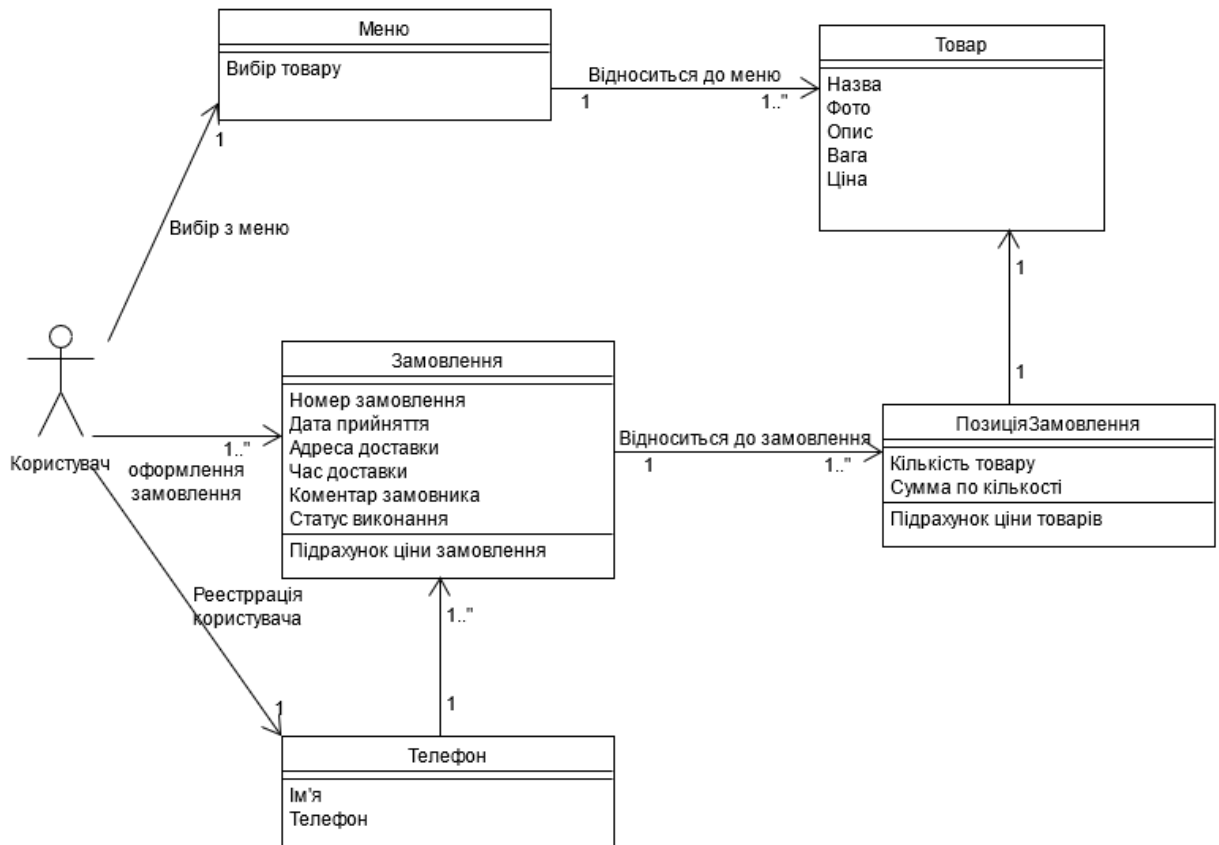 Меню
Вибір товару
Відноситься до меню
1
1.."
Товар
Назва
Фото
Опис
Вага
Ціна
1
Вибір з меню
1
1
Користувач
1.."
оформлення
замовлення
Замовлення
Номер замовлення
Дата прийняття
Адреса доставки
Час доставки
Коментар замовника
Статус виконання
Підрахунок ціни замовлення
Відноситься до замовлення
1
1.."
ПозиціяЗамовлення
Кількість товару
Сумма по кількості
Підрахунок ціни товарів
Реестррація
користувача
1
1.."
1
Телефон
Ім'я
Телефон